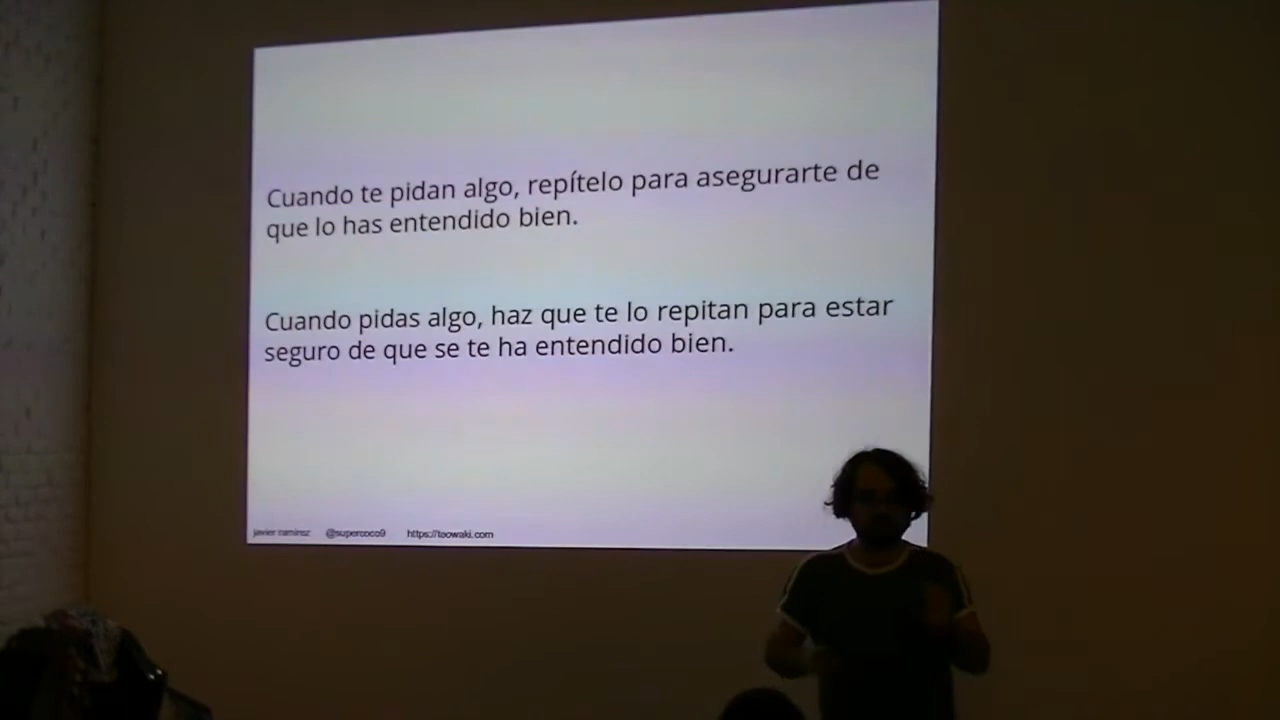 Cuando te pidan algo, repítelo para asegurarte de
que lo has entendido bien.
Cuando pidas algo, haz que te lo repitan para estar
seguro de que se te ha entendido bien.
javier ramirez @supercoco9 https://teowaki.com